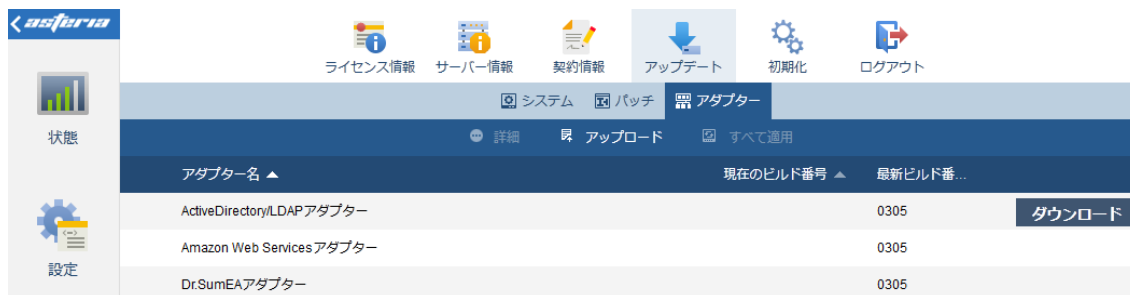 asteria
ライセンス情報 サーバー情報 契約情報 アップデート 初期化 ログアウト
システム パッチ アダプター
状態
詳細 アップロード すべて適用
アダプター名 現在のビルド番号 最新ビルド番...
ActiveDirectory/LDAPアダプター 0305 ダウンロード
Amazon Web Servicesアダプター 0305
設定
Dr.SumEAアダプター 0305